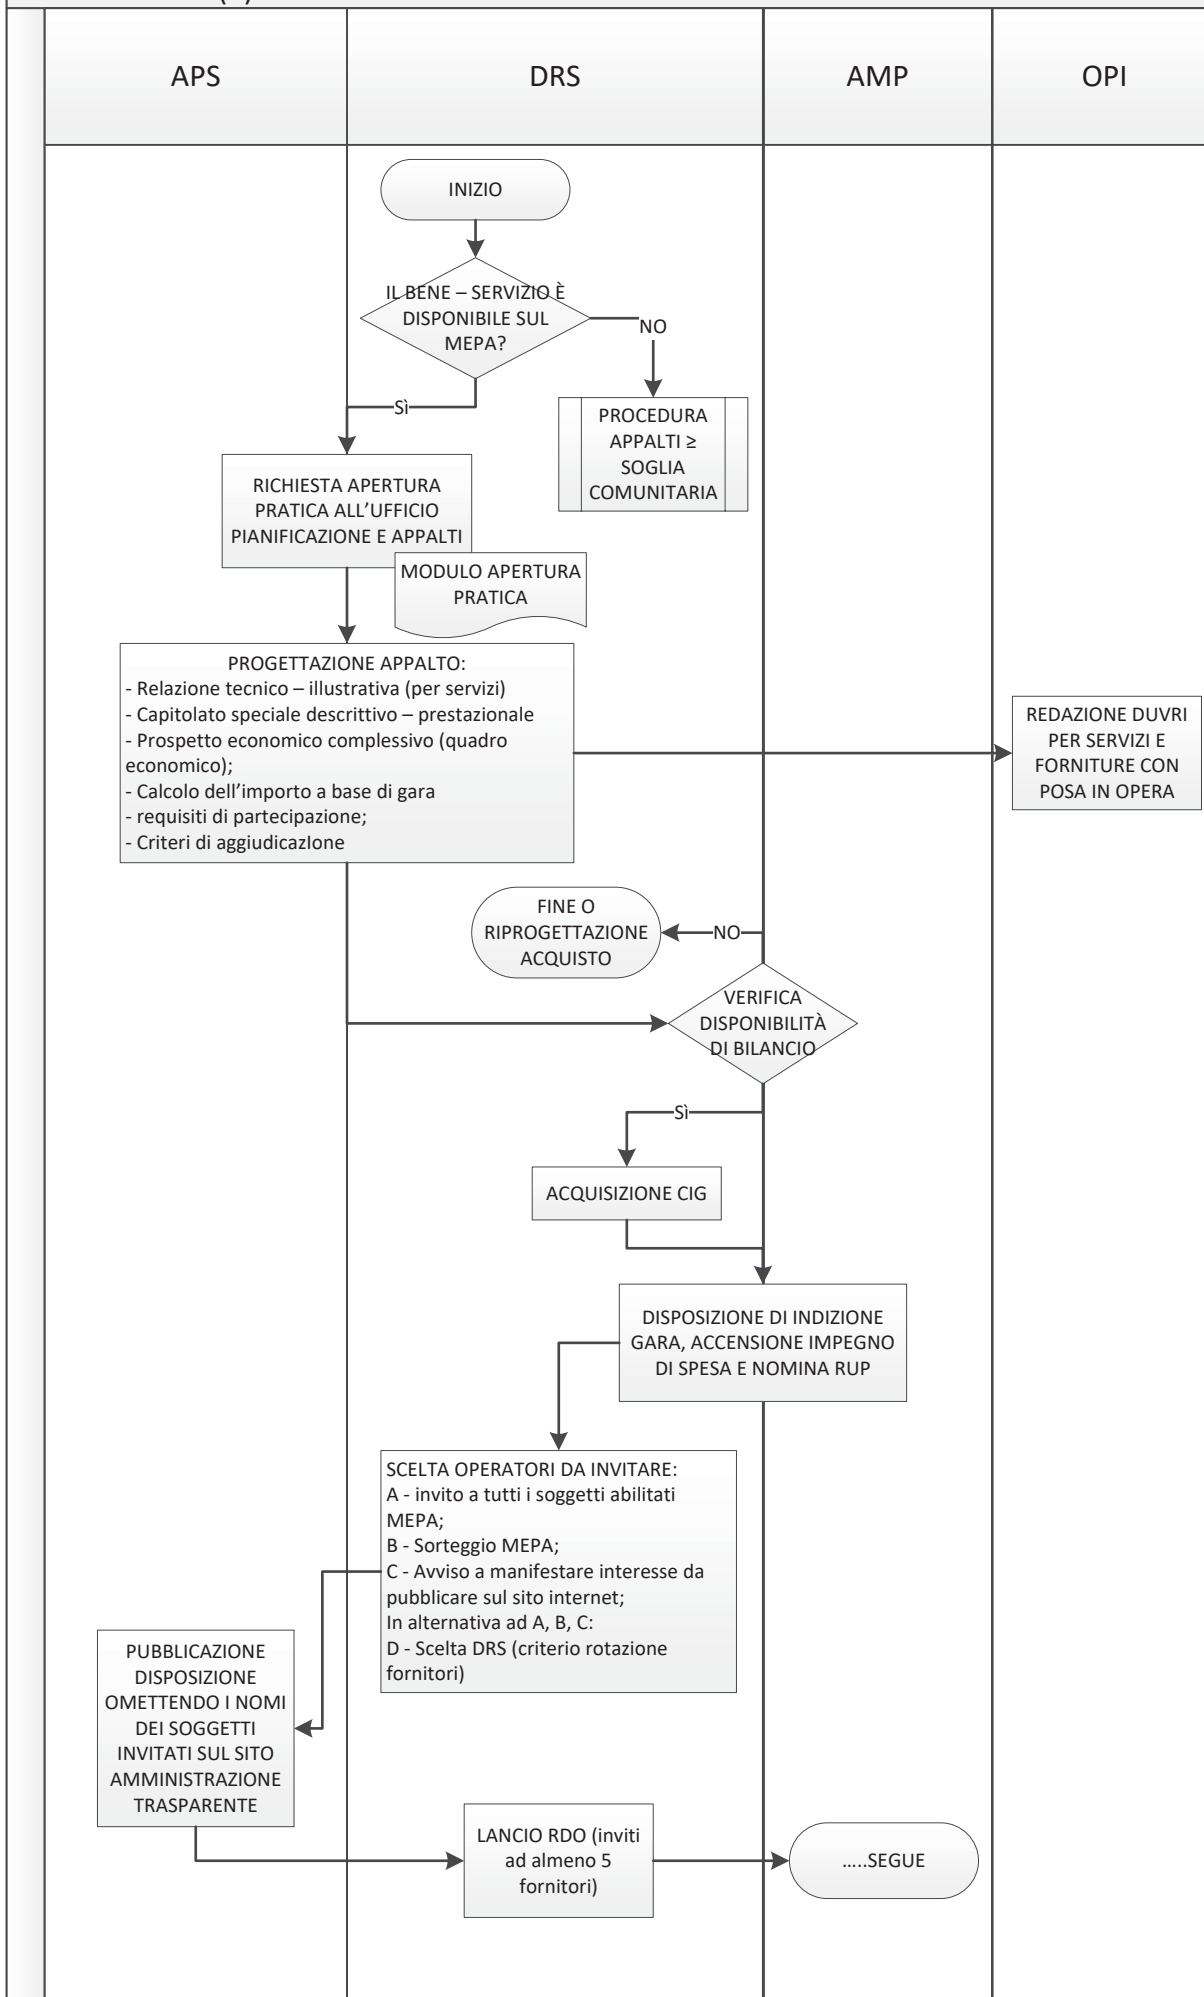 APS
DRS
AMP
OPI
INIZIO
IL BENE – SERVIZIO È
DISPONIBILE SUL
MEPA?
NO
Sì
PROCEDURA
APPALTI ≥
SOGLIA
COMUNITARIA
RICHIESTA APERTURA
PRATICA ALL'UFFICIO
PIANIFICAZIONE E APPALTI
MODULO APERTURA
PRATICA
PROGETTAZIONE APPALTO:
- Relazione tecnico – illustrativa (per servizi)
- Capitolato speciale descrittivo – prestazionale
- Prospetto economico complessivo (quadro
economico);
- Calcolo dell'importo a base di gara
- requisiti di partecipazione;
- Criteri di aggiudicazIone
REDAZIONE DUVRI
PER SERVIZI E
FORNITURE CON
POSA IN OPERA
FINE O
RIPROGETTAZIONE
ACQUISTO
NO
VERIFICA
DISPONIBILITÀ
DI BILANCIO
Sì
ACQUISIZIONE CIG
DISPOSIZIONE DI INDIZIONE
GARA, ACCENSIONE IMPEGNO
DI SPESA E NOMINA RUP
SCELTA OPERATORI DA INVITARE:
A - invito a tutti i soggetti abilitati
MEPA;
B - Sorteggio MEPA;
C - Avviso a manifestare interesse da
pubblicare sul sito internet;
In alternativa ad A, B, C:
D - Scelta DRS (criterio rotazione
fornitori)
PUBBLICAZIONE
DISPOSIZIONE
OMETTENDO I NOMI
DEI SOGGETTI
INVITATI SUL SITO
AMMINISTRAZIONE
TRASPARENTE
LANCIO RDO (inviti
ad almeno 5
fornitori)
…..SEGUE